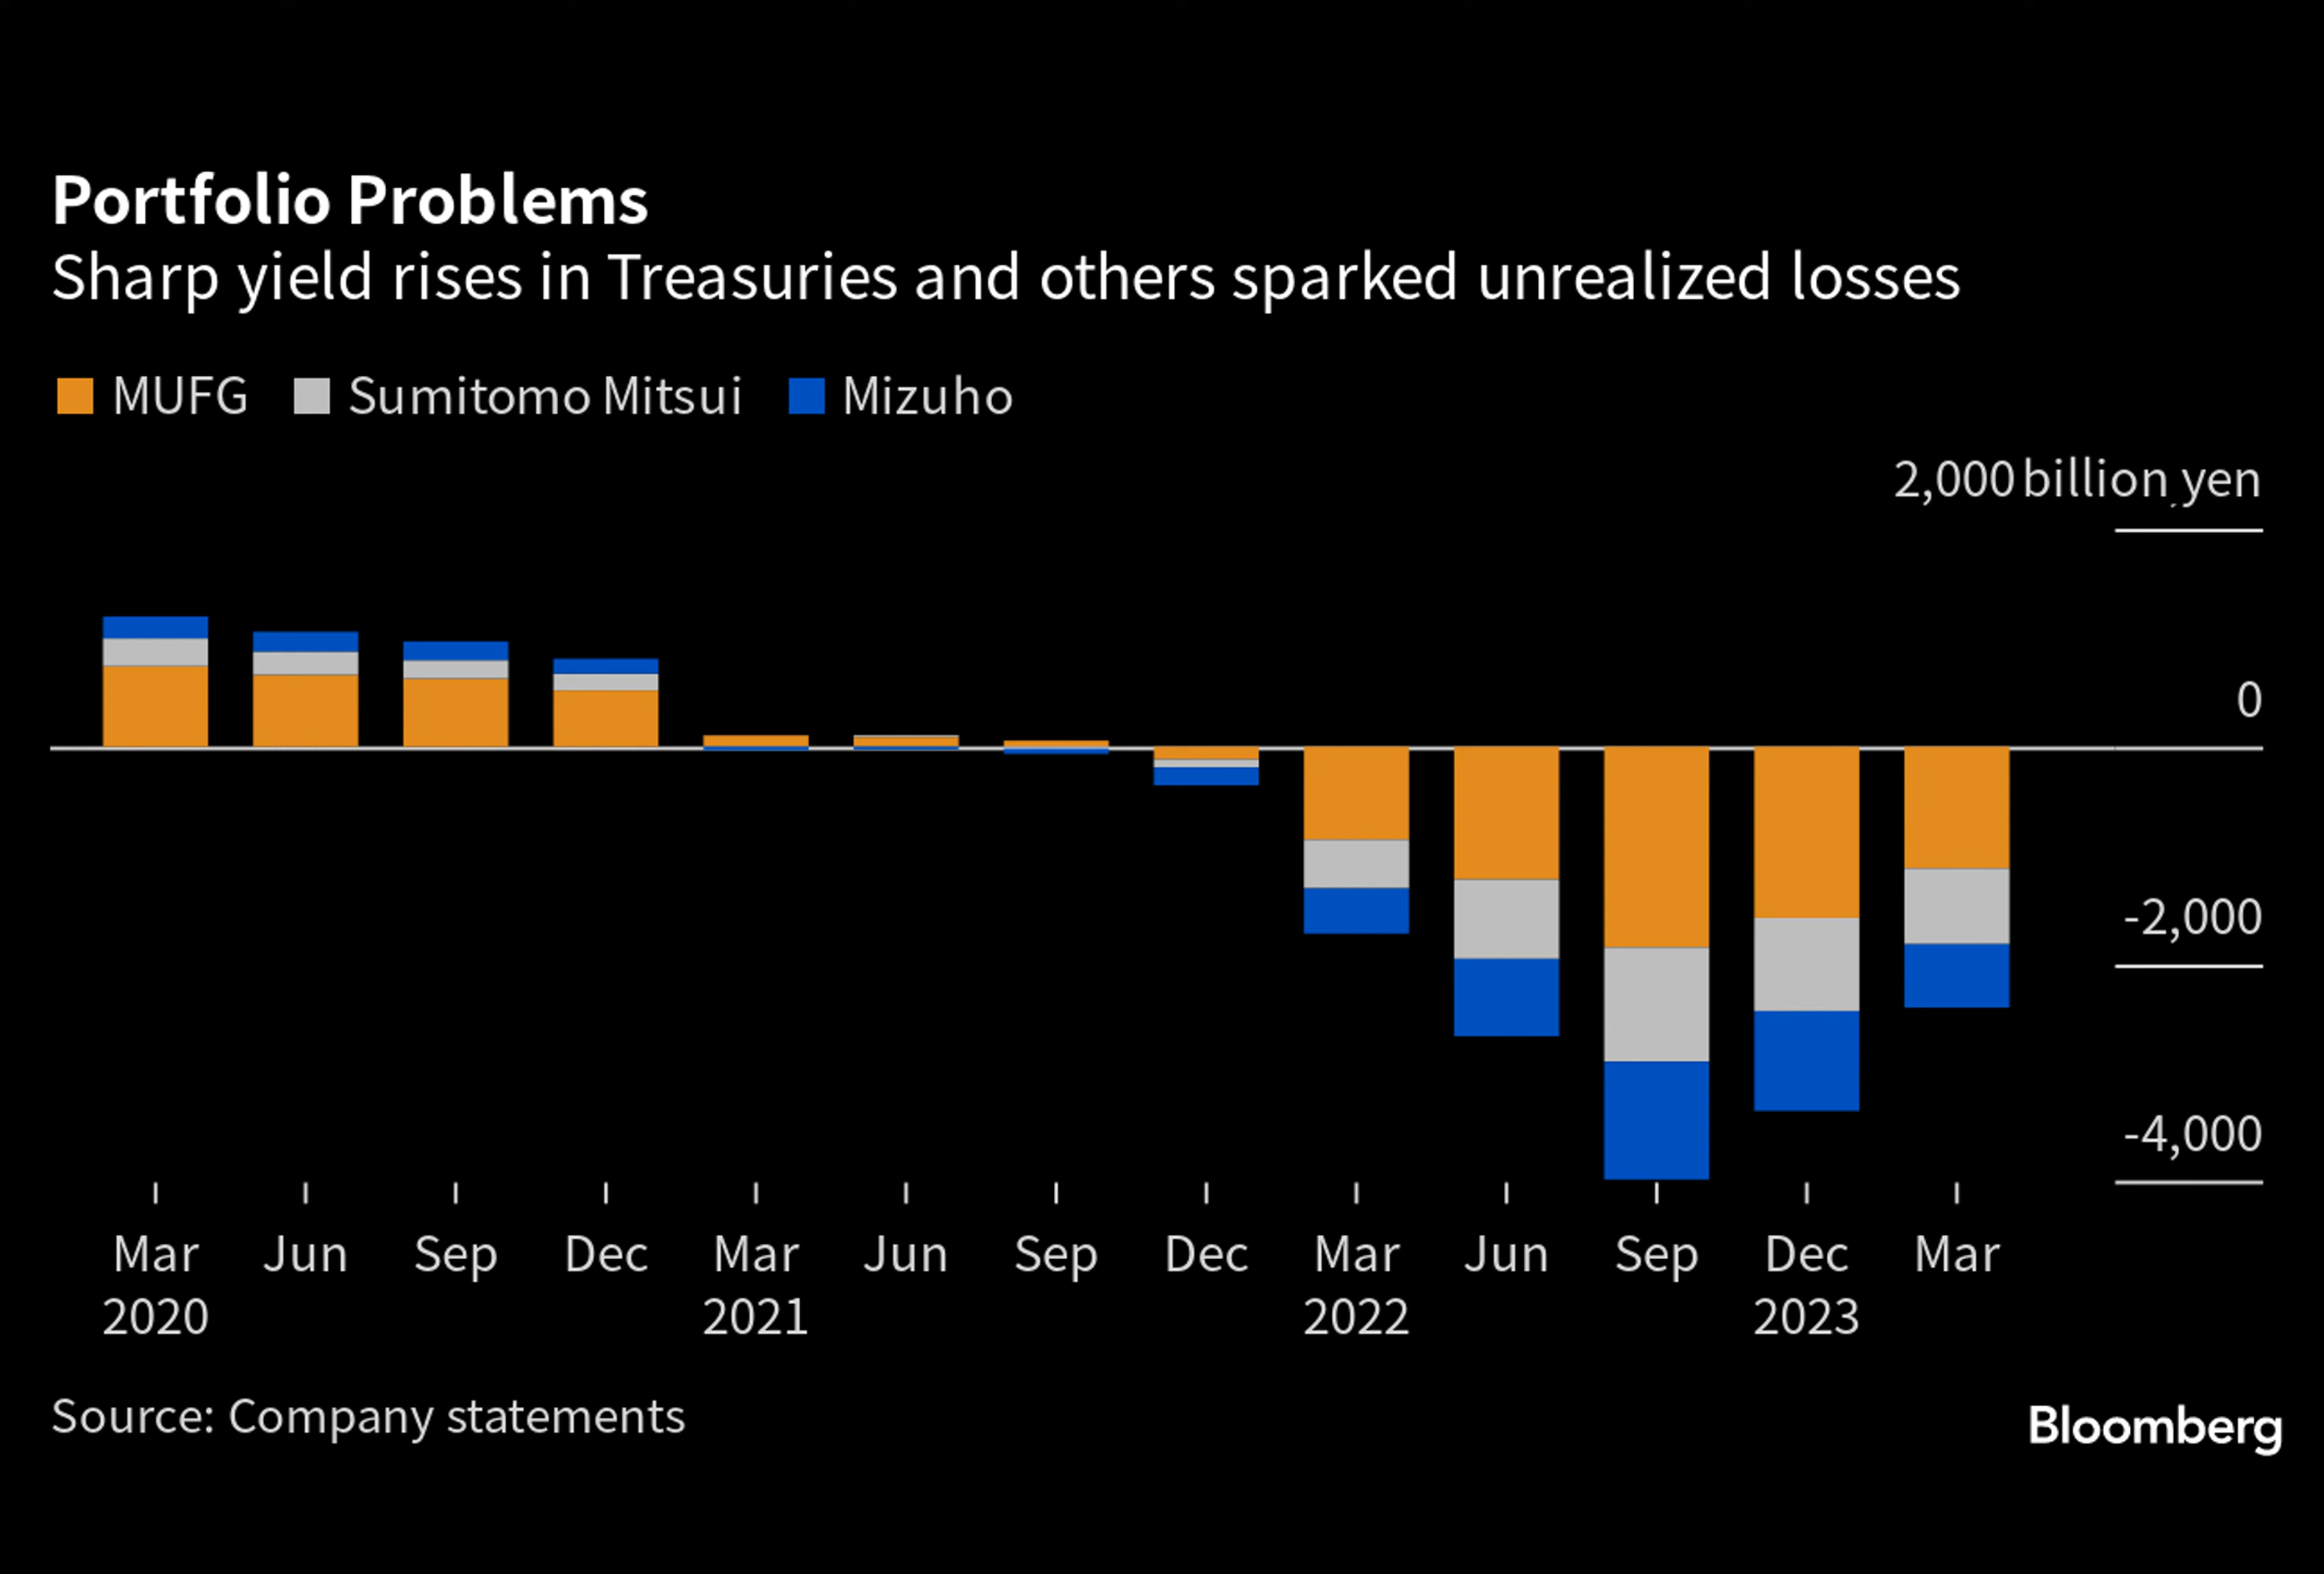 Portfolio Problems
Sharp yield rises in Treasuries and others sparked unrealized losses
MUFG Sumitomo Mitsui Mizuho
2,000 billion yen
0
-2,000
-4,000
Mar Jun Sep Dec Mar Jun Sep Dec Mar Jun Sep Dec Mar
2020 2021 2022 2023
Source: Company statements
Bloomberg